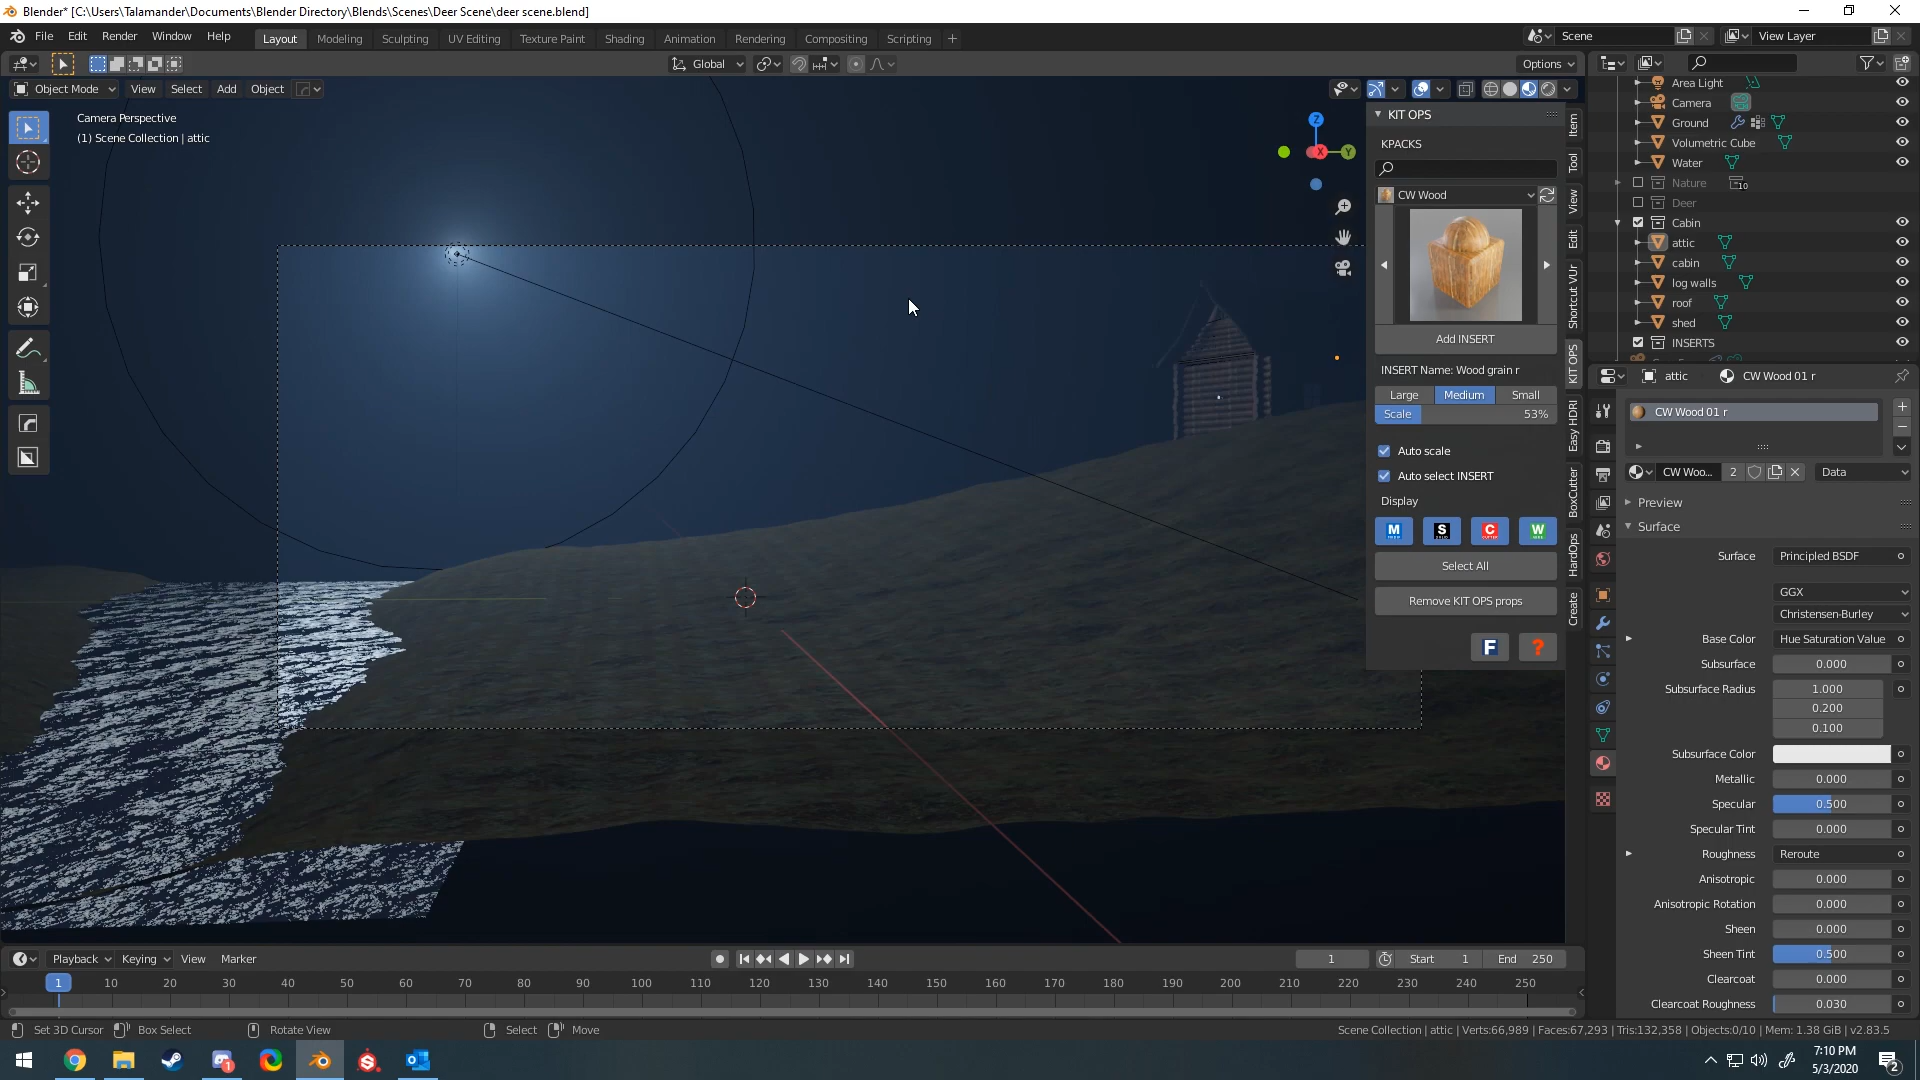 Blender* [C:\Users\Talamander\Documents\Blender Directory\Blends\Scenes\Deer Scene\deer scene.blend]
File Edit Render Window Help Layout Modeling Sculpting UV Editing Texture Paint Shading Animation Rendering Compositing Scripting + Scene View Layer
Global Options
Object Mode View Select Add Object
Camera Perspective
(1) Scene Collection | attic
Z
X Y
KIT OPS
KPACKS
CW Wood
Add INSERT
INSERT Name: Wood grain r
Large Medium Small
Scale 53%
Auto scale
Auto select INSERT
Display
M S C W
Select All
Remove KIT OPS props
F ?
Item
Tool
View
Edit
Shortcut VUr
KIT OPS
Easy HDRI
BoxCutter
HardOps
Create
Area Light
Camera
Ground
Volumetric Cube
Water
Nature 10
Deer
Cabin
attic
cabin
log walls
roof
shed
INSERTS
attic CW Wood 01 r
CW Wood 01 r
CW Woo... 2 Data
Preview
Surface
Surface Principled BSDF
GGX
Christensen-Burley
Base Color Hue Saturation Value
Subsurface 0.000
Subsurface Radius 1.000
0.200
0.100
Subsurface Color
Metallic 0.000
Specular 0.500
Specular Tint 0.000
Roughness Reroute
Anisotropic 0.000
Anisotropic Rotation 0.000
Sheen 0.000
Sheen Tint 0.500
Clearcoat 0.000
Clearcoat Roughness 0.030
Playback Keying View Marker 1 Start 1 End 250
1 10 20 30 40 50 60 70 80 90 100 110 120 130 140 150 160 170 180 190 200 210 220 230 240 250
Set 3D Cursor Box Select Rotate View Select Move Scene Collection | attic | Verts:66,989 | Faces:67,293 | Tris:132,358 | Objects:0/10 | Mem: 1.38 GiB | v2.83.5
1 7:10 PM
5/3/2020 2